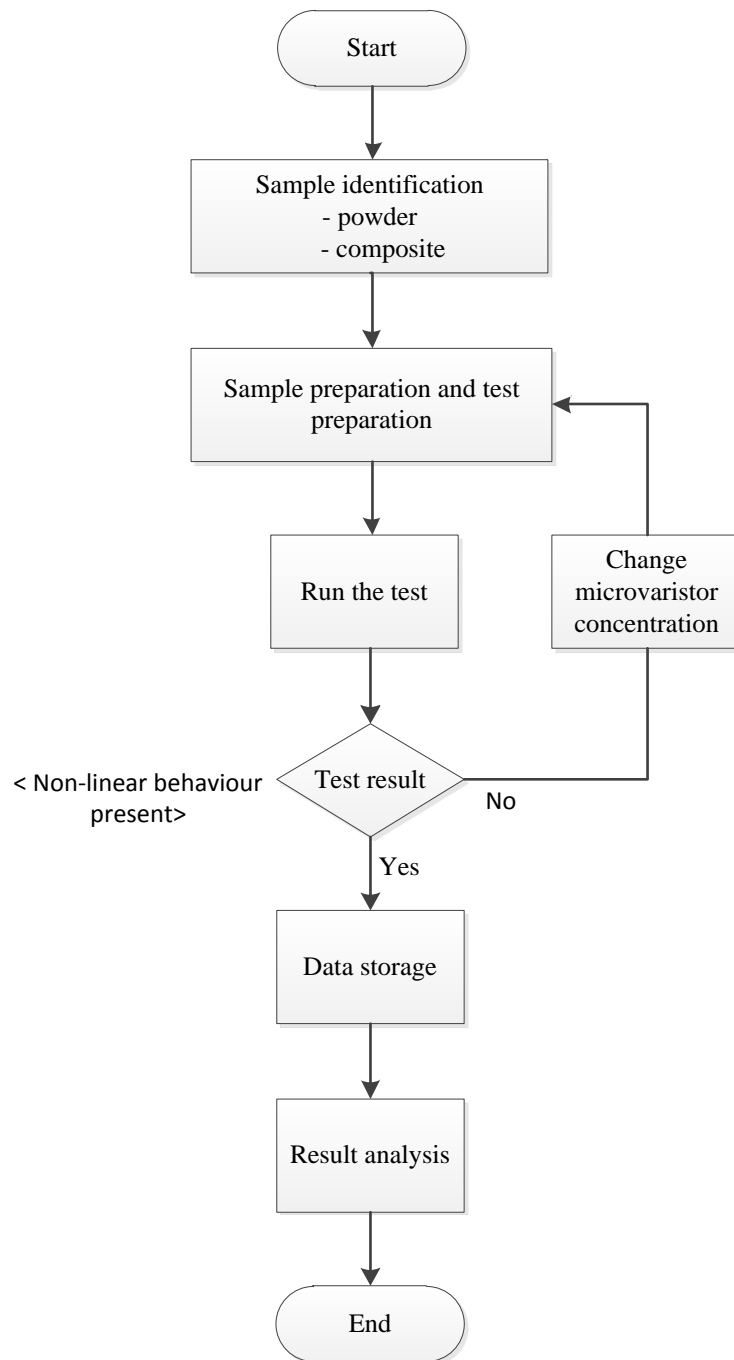 Start
Sample identification
- powder
- composite
Sample preparation and test
preparation
Run the test
Change
microvaristor
concentration
< Non-linear behaviour
present>
Test result
No
Yes
Data storage
Result analysis
End